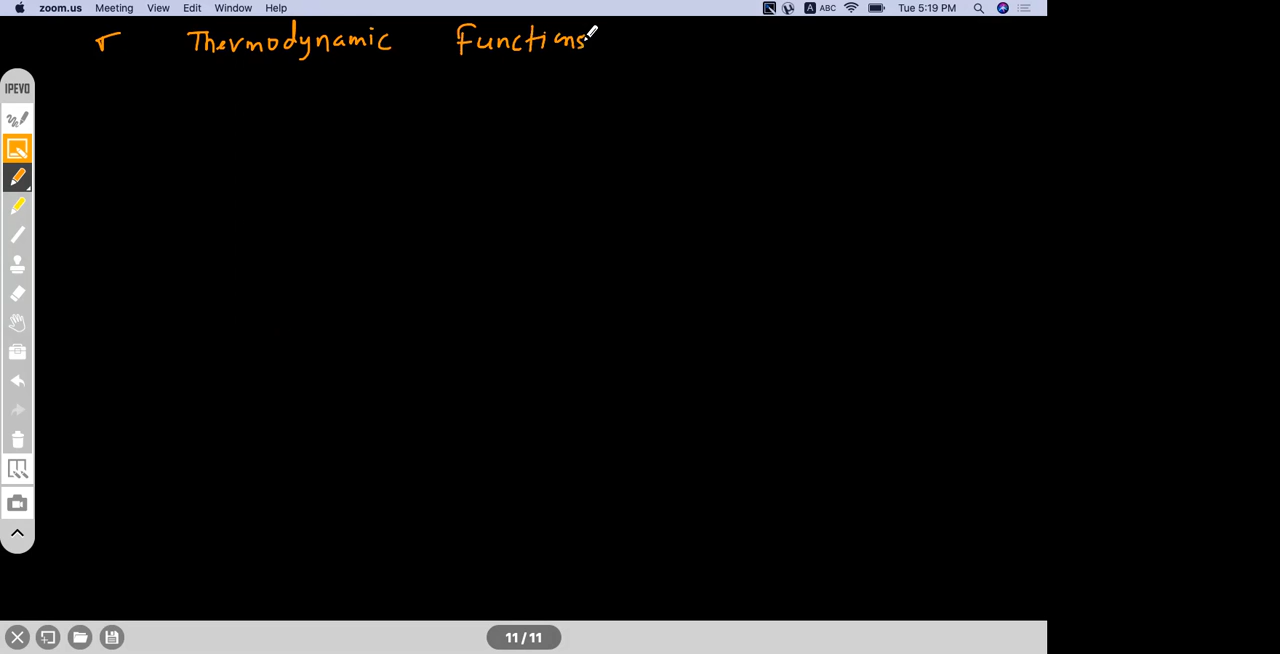 zoom.us Meeting View Edit Window Help A ABC Tue 5:19 PM
Thermodynamic Functions
IPEVO
11 / 11